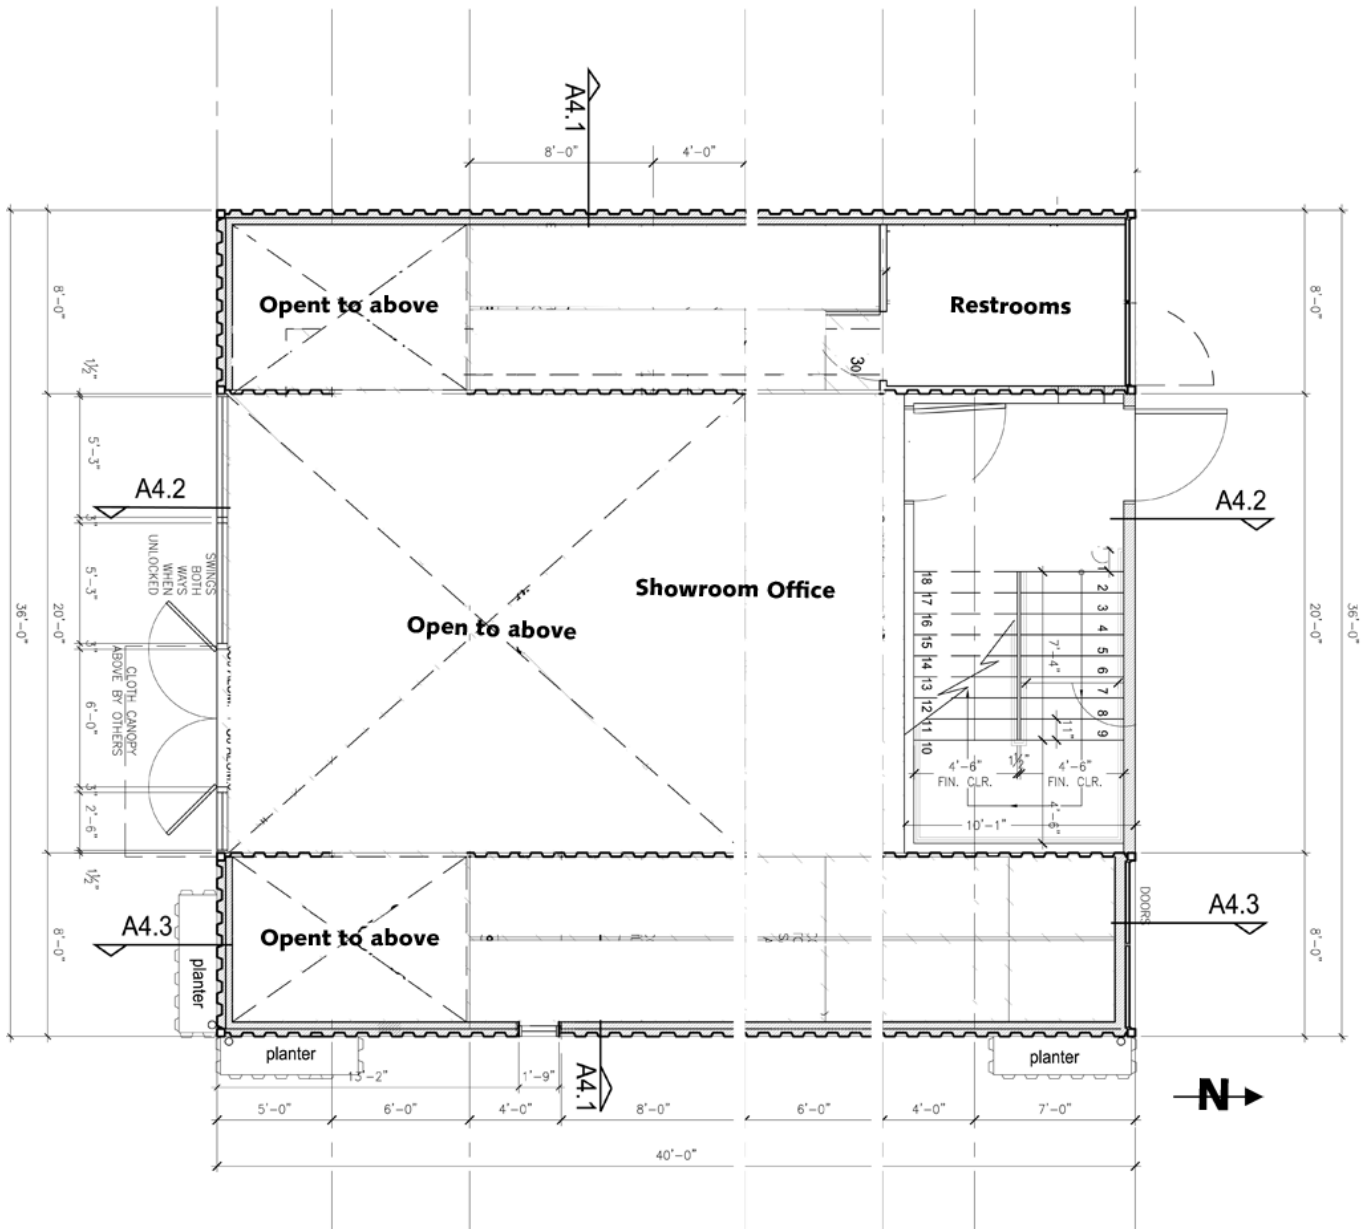 A4.1
8'-0"
4'-0"
8'-0"
8'-0"
Opent to above
Restrooms
30
1½"
5'-3"
A4.2
A4.2
3"
SWINGS
BOTH
WAYS
WHEN
UNLOCKED
5'-3"
36'-0"
20'-0"
Showroom Office
Open to above
20'-0"
36'-0"
18
17
16
15
14
13
12
11
10
1
2
3
4
5
6
7
8
9
7'-4"
11"
3"
CLOTH CANOPY
ABOVE BY OTHERS
6'-0"
3"
2'-6"
4'-6"
FIN. CLR.
1½"
4'-6"
FIN. CLR.
4'-6"
10'-1"
1½"
8'-0"
A4.3
Opent to above
DOORS
A4.3
8'-0"
planter
planter
planter
13'-2"
1'-9"
A4.1
N
5'-0"
6'-0"
4'-0"
8'-0"
6'-0"
4'-0"
7'-0"
40'-0"